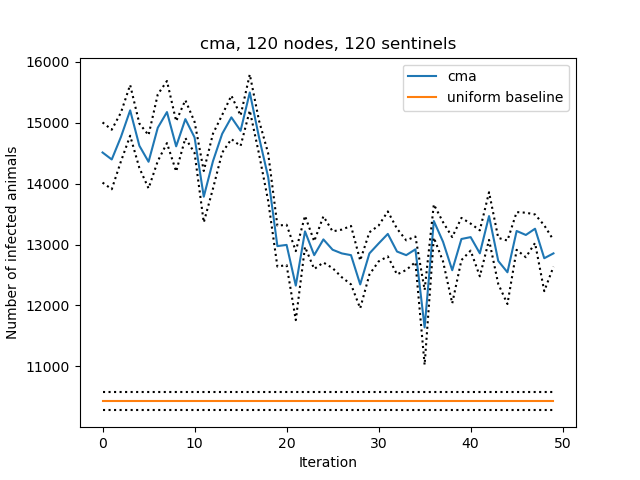 cma, 120 nodes, 120 sentinels
cma
uniform baseline
Number of infected animals
16000
15000
14000
13000
12000
11000
0 10 20 30 40 50
Iteration